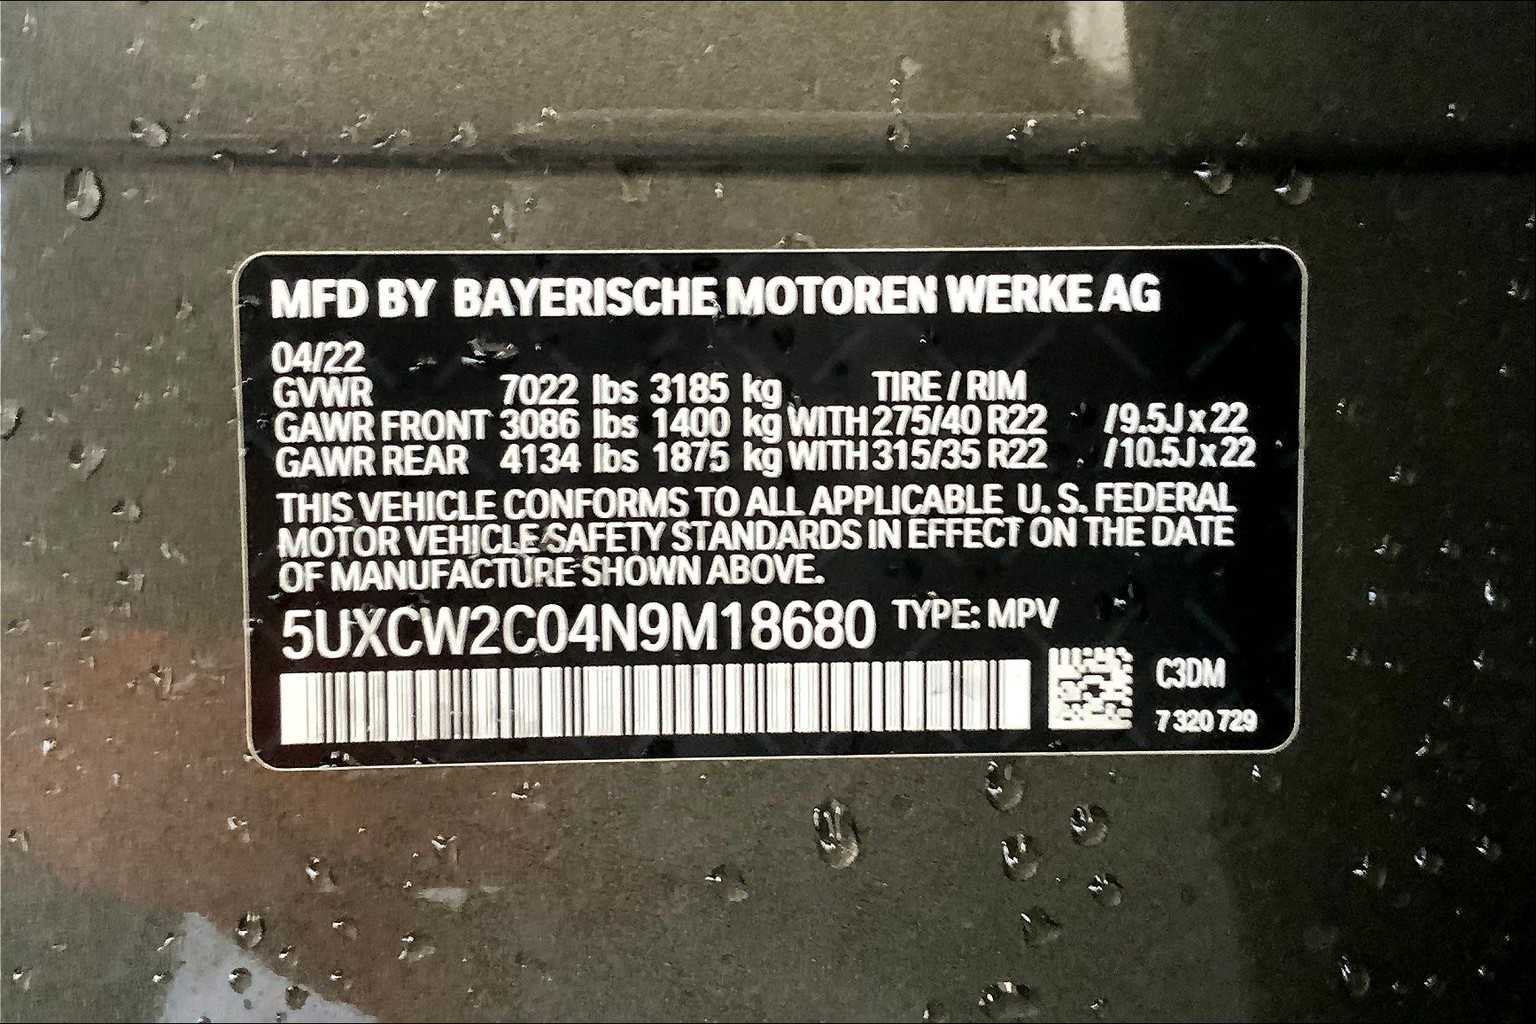 MFD BY BAYERISCHE MOTOREN WERKE AG
04/22
GVWR 7022 lbs 3185 kg TIRE / RIM
GAWR FRONT 3086 lbs 1400 kg WITH 275/40 R22 / 9.5J x 22
GAWR REAR 4134 lbs 1875 kg WITH 315/35 R22 / 10.5J x 22
THIS VEHICLE CONFORMS TO ALL APPLICABLE U. S. FEDERAL
MOTOR VEHICLE SAFETY STANDARDS IN EFFECT ON THE DATE
OF MANUFACTURE SHOWN ABOVE.
5UXCW2C04N9M18680 TYPE: MPV
C3DM
7 320 729